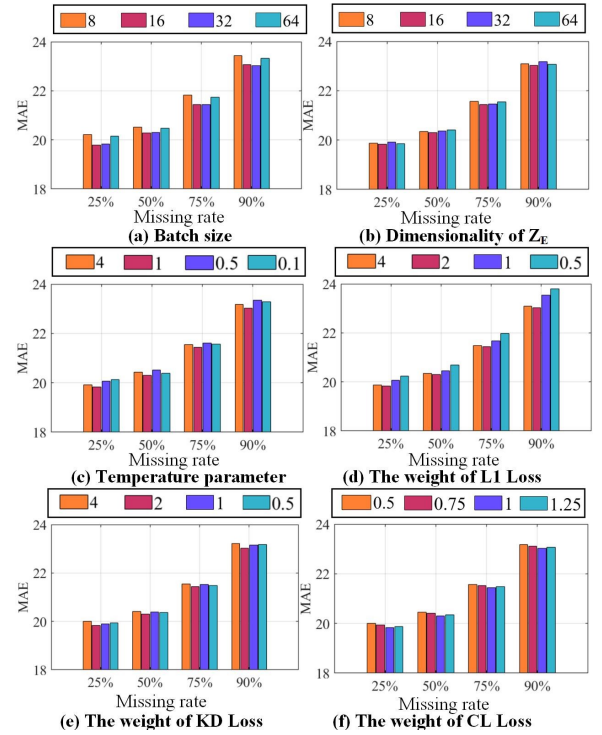 8 16 32 64
8 16 32 64
24
22
20
18
MAE
25% 50% 75% 90%
Missing rate
(a) Batch size
24
22
20
18
MAE
25% 50% 75% 90%
Missing rate
(b) Dimensionality of Z_E
4 1 0.5 0.1
4 2 1 0.5
24
22
20
18
MAE
25% 50% 75% 90%
Missing rate
(c) Temperature parameter
24
22
20
18
MAE
25% 50% 75% 90%
Missing rate
(d) The weight of L1 Loss
4 2 1 0.5
0.5 0.75 1 1.25
24
22
20
18
MAE
25% 50% 75% 90%
Missing rate
(e) The weight of KD Loss
24
22
20
18
MAE
25% 50% 75% 90%
Missing rate
(f) The weight of CL Loss